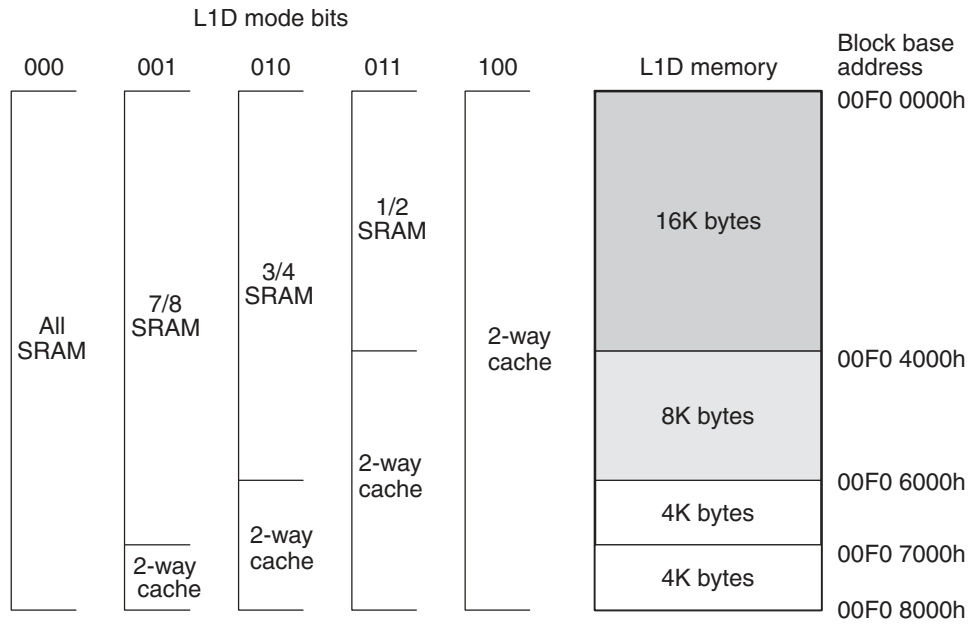 L1D mode bits
000 001 010 011 100 L1D memory
Block base
address
00F0 0000h
All
SRAM
7/8
SRAM
2-way
cache
3/4
SRAM
2-way
cache
1/2
SRAM
2-way
cache
2-way
cache
16K bytes
00F0 4000h
8K bytes
00F0 6000h
4K bytes
00F0 7000h
4K bytes
00F0 8000h